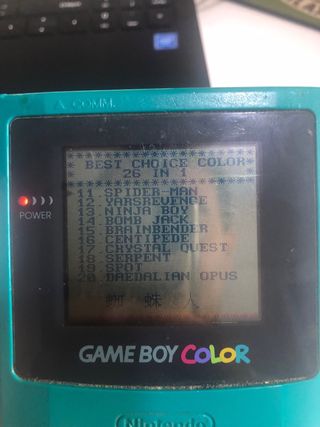 COMM.
BEST CHOICE COLOR
26 IN 1
11.SPIDER-MAN
12.YARSREVENGE
13.NINJA BOY
14.BOMB JACK
15.BRAINBENDER
16.CENTIPEDE
17.CRYSTAL QUEST
18.SERPENT
19.SPOT
20.DAEDALIAN OPUS
蜘 蛛 人
POWER
GAME BOY COLOR
Nintendo